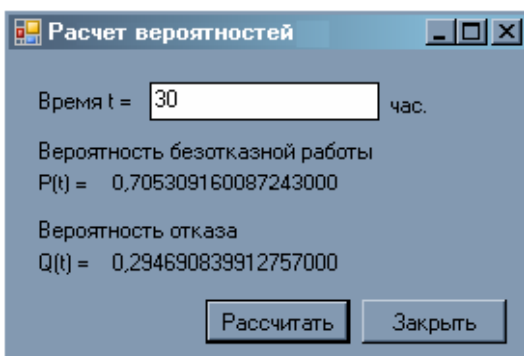 Расчет вероятностей
Время t = 30 час.
Вероятность безотказной работы
P(t) = 0,705309160087243000
Вероятность отказа
Q(t) = 0,294690839912757000
Рассчитать Закрыть